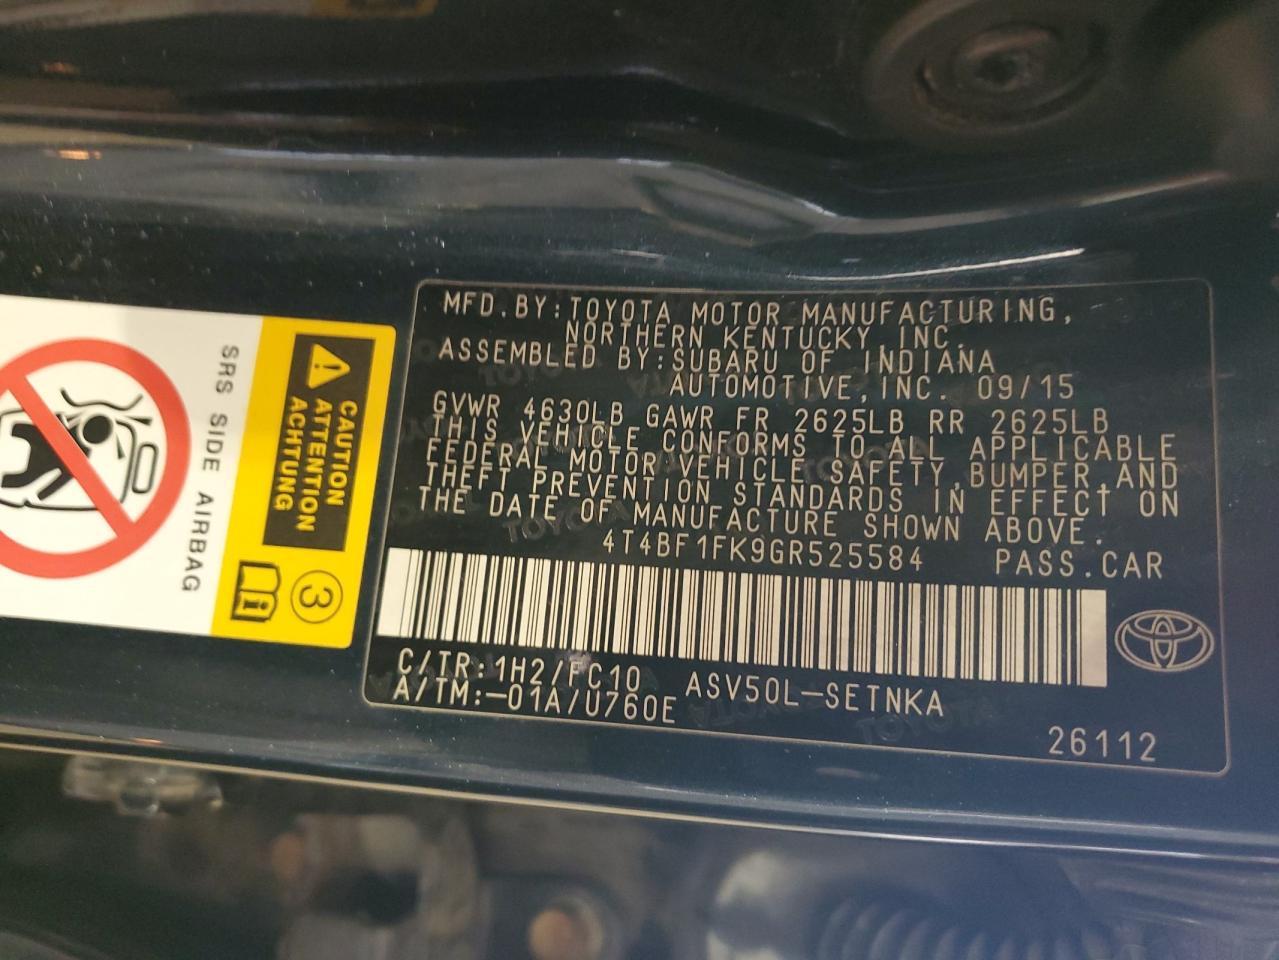 MFD. BY: TOYOTA MOTOR MANUFACTURING,
NORTHERN KENTUCKY, INC.
ASSEMBLED BY: SUBARU OF INDIANA
AUTOMOTIVE, INC. 09/15
GVWR 4630LB GAWR FR 2625LB RR 2625LB
THIS VEHICLE CONFORMS TO ALL APPLICABLE
FEDERAL MOTOR VEHICLE SAFETY, BUMPER, AND
THEFT PREVENTION STANDARDS IN EFFECT ON
THE DATE OF MANUFACTURE SHOWN ABOVE.
4T4BF1FK9GR525584 PASS. CAR
C/TR: 1H2/FC10 ASV50L-SETNKA
A/TM: -01A/U760E
26112
CAUTION
ATTENTION
ACHTUNG
3
i
SRS SIDE AIRBAG